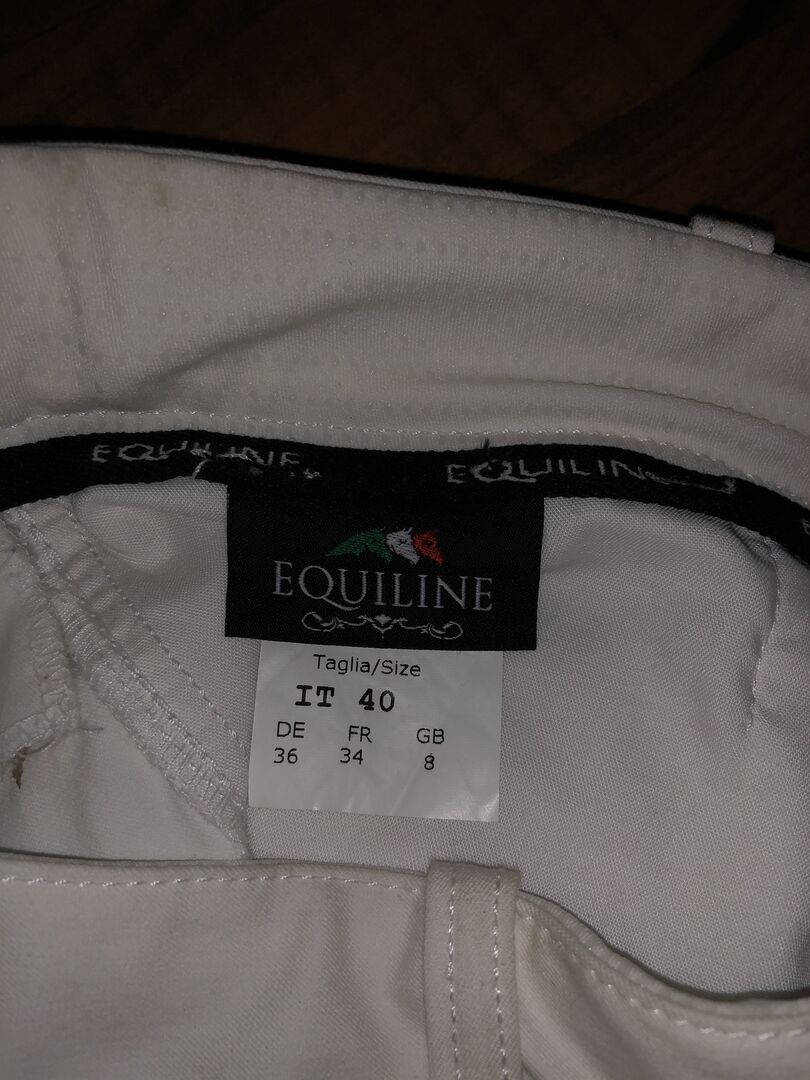 EQUILINE EQUILINE
EQUILINE
Taglia/Size
IT 40
DE FR GB
36 34 8